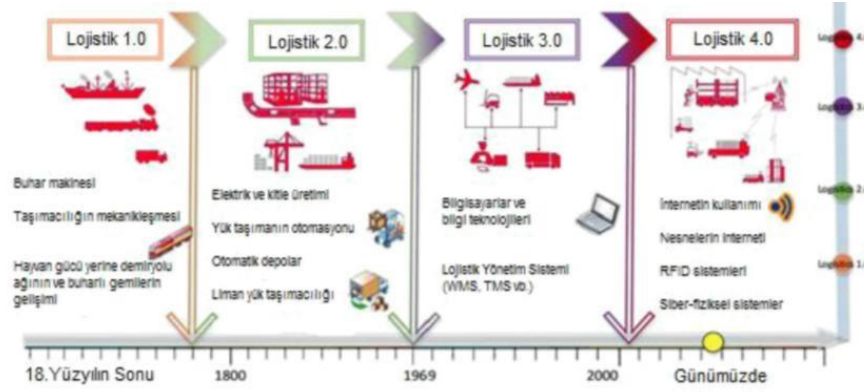 Lojistik 1.0
Lojistik 2.0
Lojistik 3.0
Lojistik 4.0
Buhar makinesi
Taşımacılığın mekanikleşmesi
Hayvan gücü yerine demiryolu
ağının ve buharlı gemilerin
gelişimi
Elektrik ve kitle üretimi
Yük taşımanın otomasyonu
Otomatik depolar
Liman yük taşımacılığı
Bilgisayarlar ve
bilgi teknolojileri
Lojistik Yönetim Sistemi
(WMS, TMS vb.)
İnternetin kullanımı
Nesnelerin interneti
RFID sistemleri
Siber-fiziksel sistemler
18.Yüzyılın Sonu
1800
1969
2000
Günümüzde